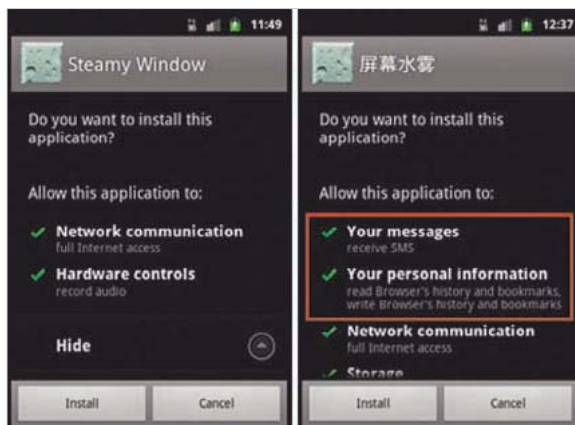 11:49
Steamy Window
Do you want to install this
application?
Allow this application to:
Network communication
full Internet access
Hardware controls
record audio
Hide
Install
Cancel
12:37
屏幕水雾
Do you want to install this
application?
Allow this application to:
Your messages
receive SMS
Your personal information
read Browser's history and bookmarks,
write Browser's history and bookmarks
Network communication
full Internet access
Storage
Install
Cancel